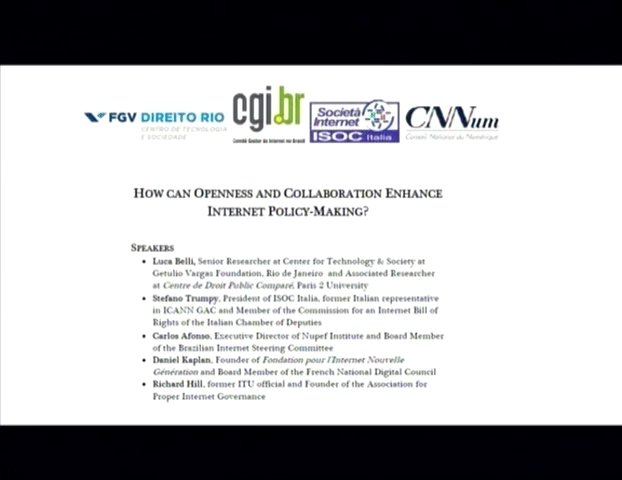 FGV DIREITO RIO
CENTRO DE TECNOLOGIA
E SOCIEDADE
cgi.br
Comitê Gestor da Internet no Brasil
Società
Internet
ISOC Italia
CNNum
Conseil National du Numérique
HOW CAN OPENNESS AND COLLABORATION ENHANCE
INTERNET POLICY-MAKING?
SPEAKERS
• Luca Belli, Senior Researcher at Center for Technology & Society at
Getulio Vargas Foundation, Rio de Janeiro and Associated Researcher
at Centre de Droit Public Comparé, Paris 2 University
• Stefano Trumpy, President of ISOC Italia, former Italian representative
in ICANN GAC and Member of the Commission for an Internet Bill of
Rights of the Italian Chamber of Deputies
• Carlos Afonso, Executive Director of Nupef Institute and Board Member
of the Brazilian Internet Steering Committee
• Daniel Kaplan, Founder of Fondation pour l'Internet Nouvelle
Génération and Board Member of the French National Digital Council
• Richard Hill, former ITU official and Founder of the Association for
Proper Internet Governance